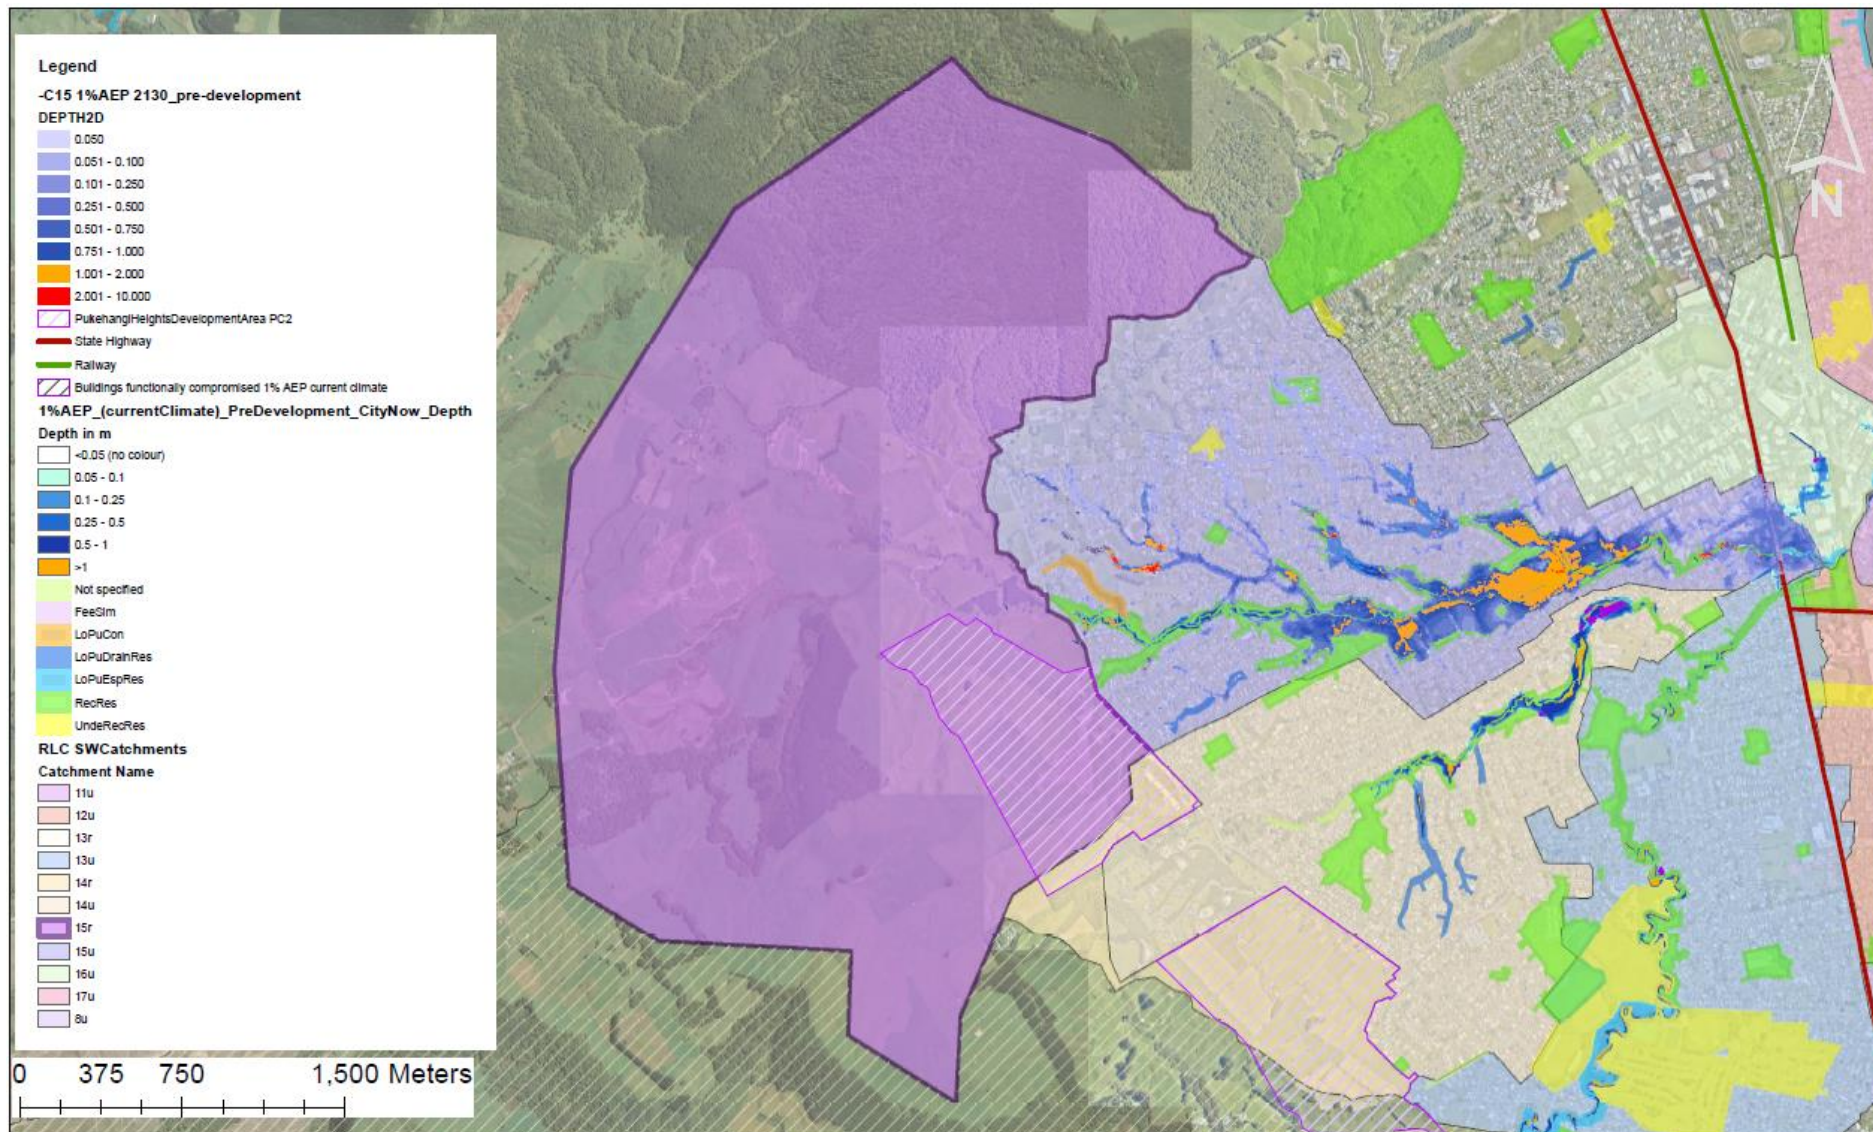 Legend
-C15 1%AEP 2130_pre-development
DEPTH2D
0.050
0.051 - 0.100
0.101 - 0.250
0.251 - 0.500
0.501 - 0.750
0.751 - 1.000
1.001 - 2.000
2.001 - 10.000
PukehangiHeightsDevelopmentArea PC2
State Highway
Railway
Buildings functionally compromised 1% AEP current climate
1%AEP_(currentClimate)_PreDevelopment_CityNow_Depth
Depth in m
<0.05 (no colour)
0.05 - 0.1
0.1 - 0.25
0.25 - 0.5
0.5 - 1
>1
Not specified
FeeSim
LoPuCon
LoPuDrainRes
LoPuEspRes
RecRes
UndeRecRes
RLC SWCatchments
Catchment Name
11u
12u
13r
13u
14r
14u
15r
15u
16u
17u
8u
0 375 750 1,500 Meters
N